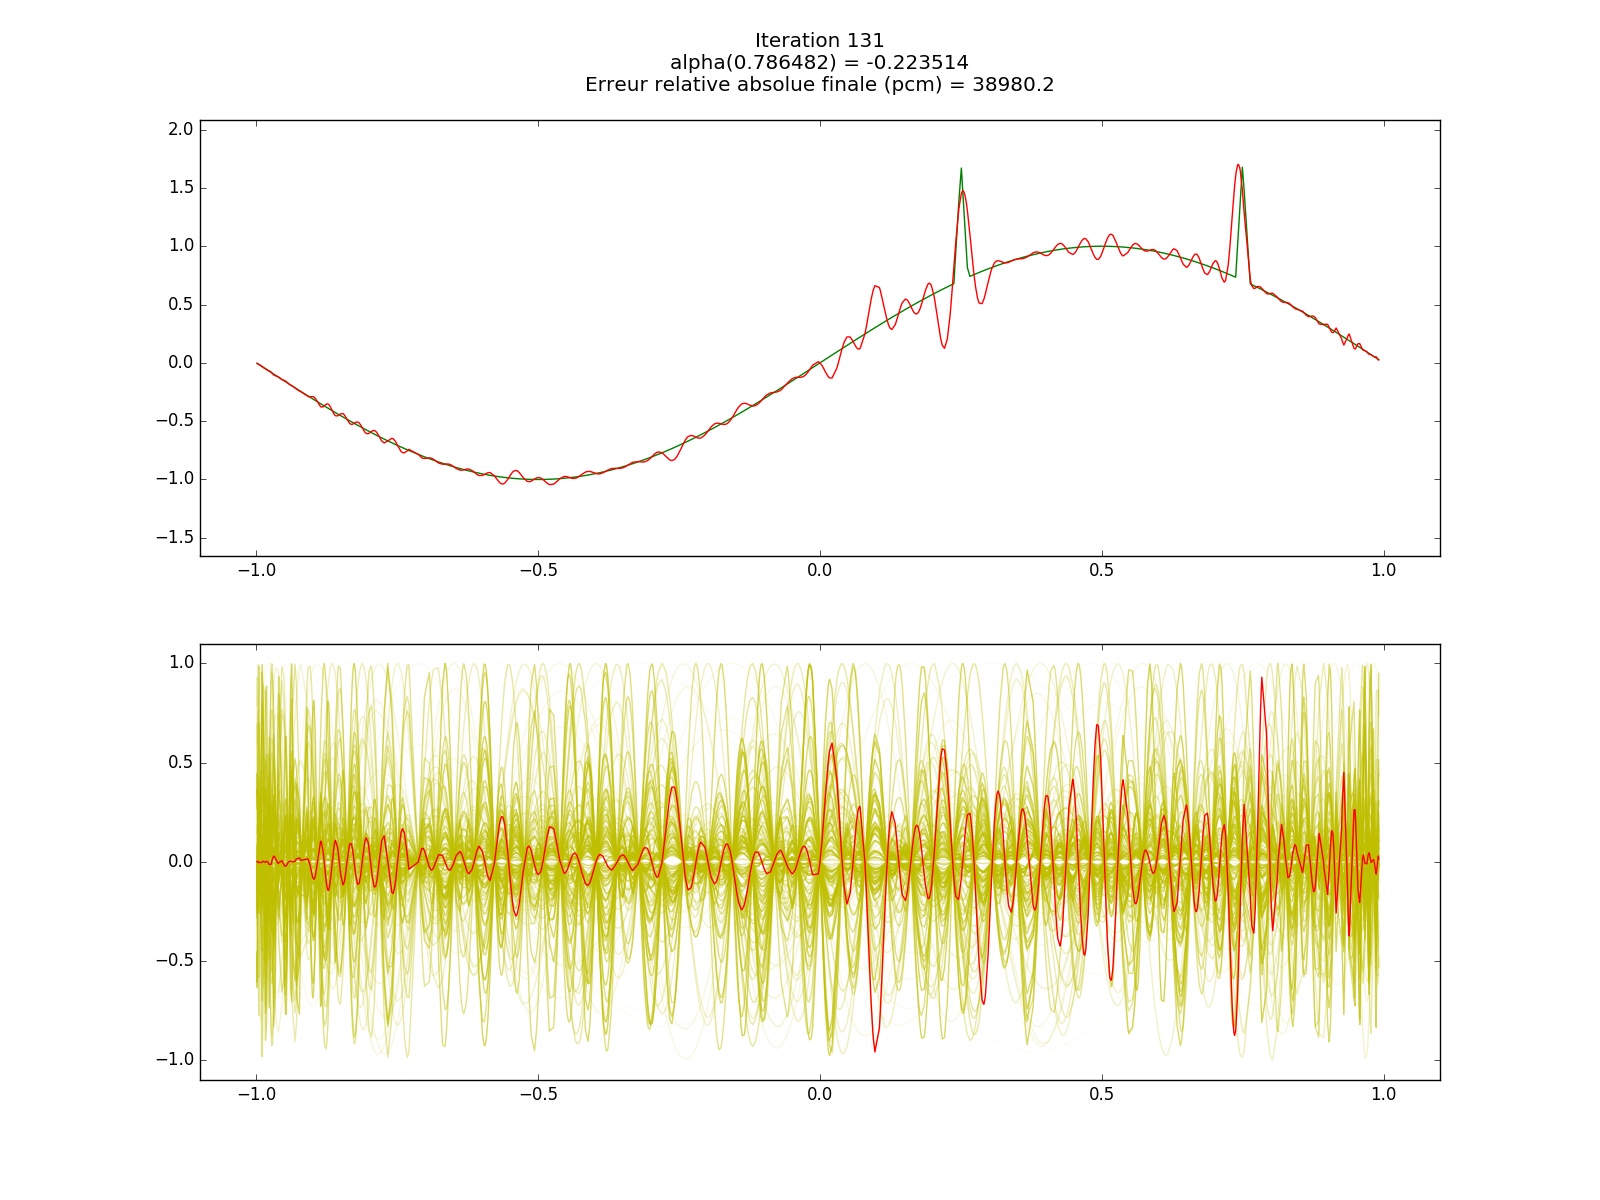 Iteration 131
alpha(0.786482) = -0.223514
Erreur relative absolue finale (pcm) = 38980.2
2.0
1.5
1.0
0.5
0.0
−0.5
−1.0
−1.5
−1.0 −0.5 0.0 0.5 1.0
1.0
0.5
0.0
−0.5
−1.0
−1.0 −0.5 0.0 0.5 1.0